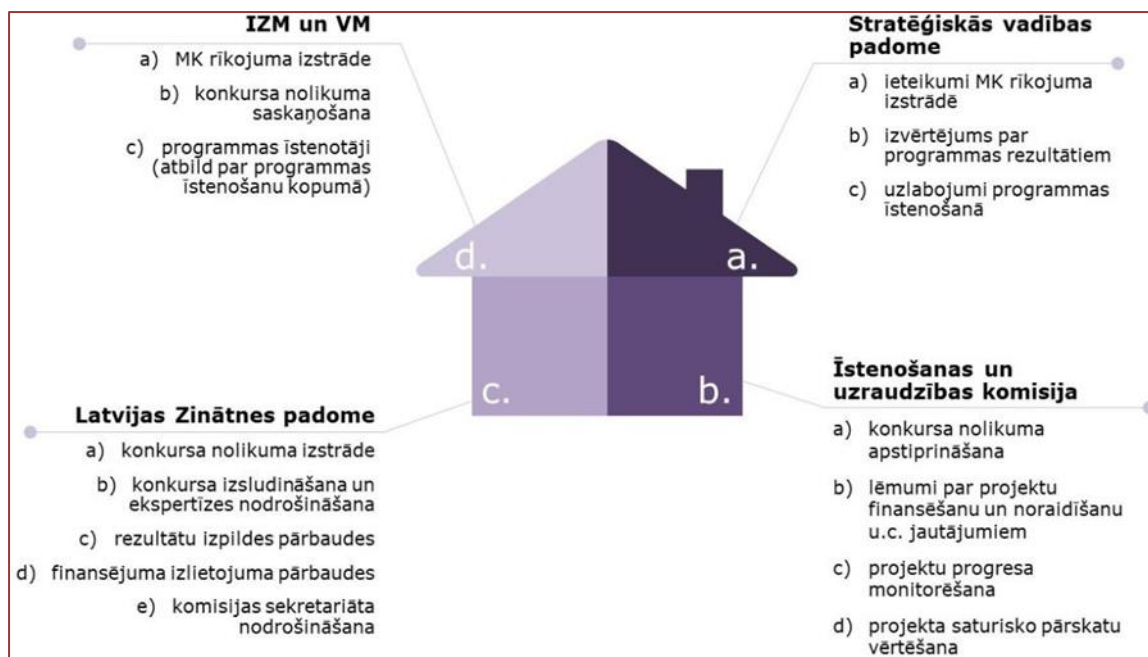 IZM un VM
a) MK rīkojuma izstrāde
b) konkursa nolikuma
saskaņošana
c) programmas īstenotāji
(atbild par programmas
īstenošanu kopumā)
Stratēģiskās vadības
padome
a) ieteikumi MK rīkojuma
izstrādē
b) izvērtējums par
programmas rezultātiem
c) uzlabojumi programmas
īstenošanā
d.
a.
c.
b.
Latvijas Zinātnes padome
a) konkursa nolikuma izstrāde
b) konkursa izsludināšana un
ekspertīzes nodrošināšana
c) rezultātu izpildes pārbaudes
d) finansējuma izlietojuma pārbaudes
e) komisijas sekretariāta
nodrošināšana
Īstenošanas un
uzraudzības komisija
a) konkursa nolikuma
apstiprināšana
b) lēmumi par projektu
finansēšanu un noraidīšanu
u.c. jautājumiem
c) projektu progresa
monitorēšana
d) projekta saturisko pārskatu
vērtēšana